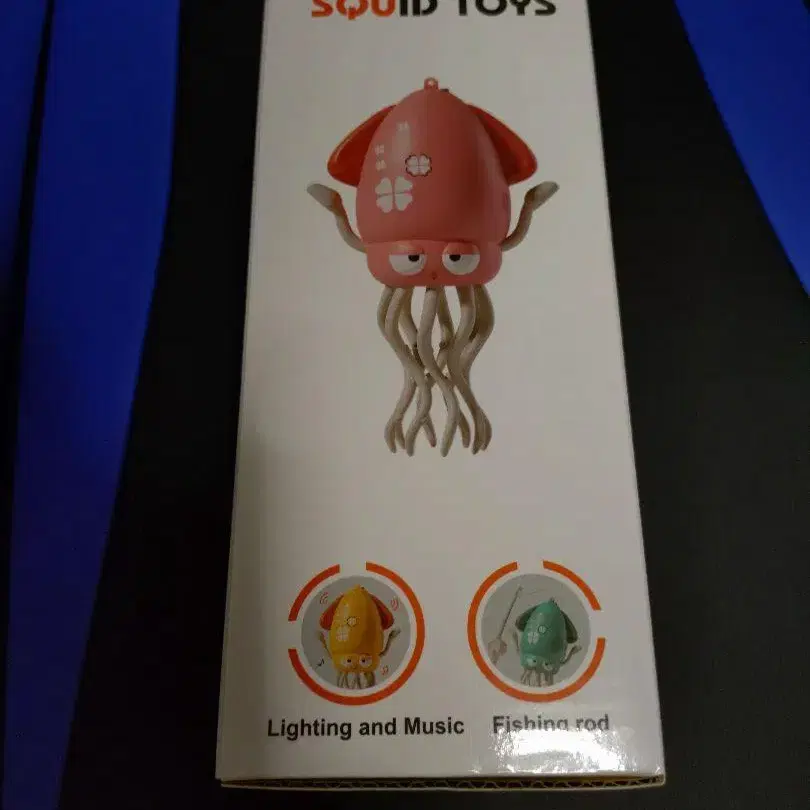 SQUID TOYS
Lighting and Music
Fishing rod